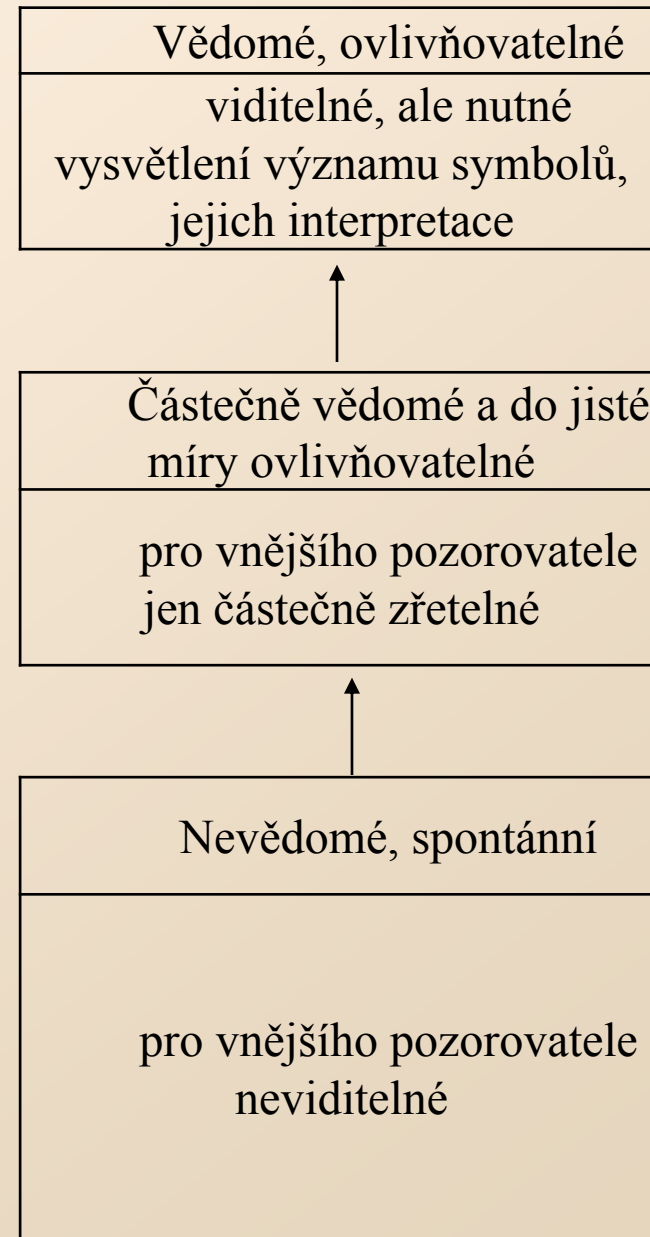 Vědomé, ovlivňovatelné
viditelné, ale nutné
vysvětlení významu symbolů,
jejich interpretace
Částečně vědomé a do jisté
míry ovlivňovatelné
pro vnějšího pozorovatele
jen částečně zřetelné
Nevědomé, spontánní
pro vnějšího pozorovatele
neviditelné